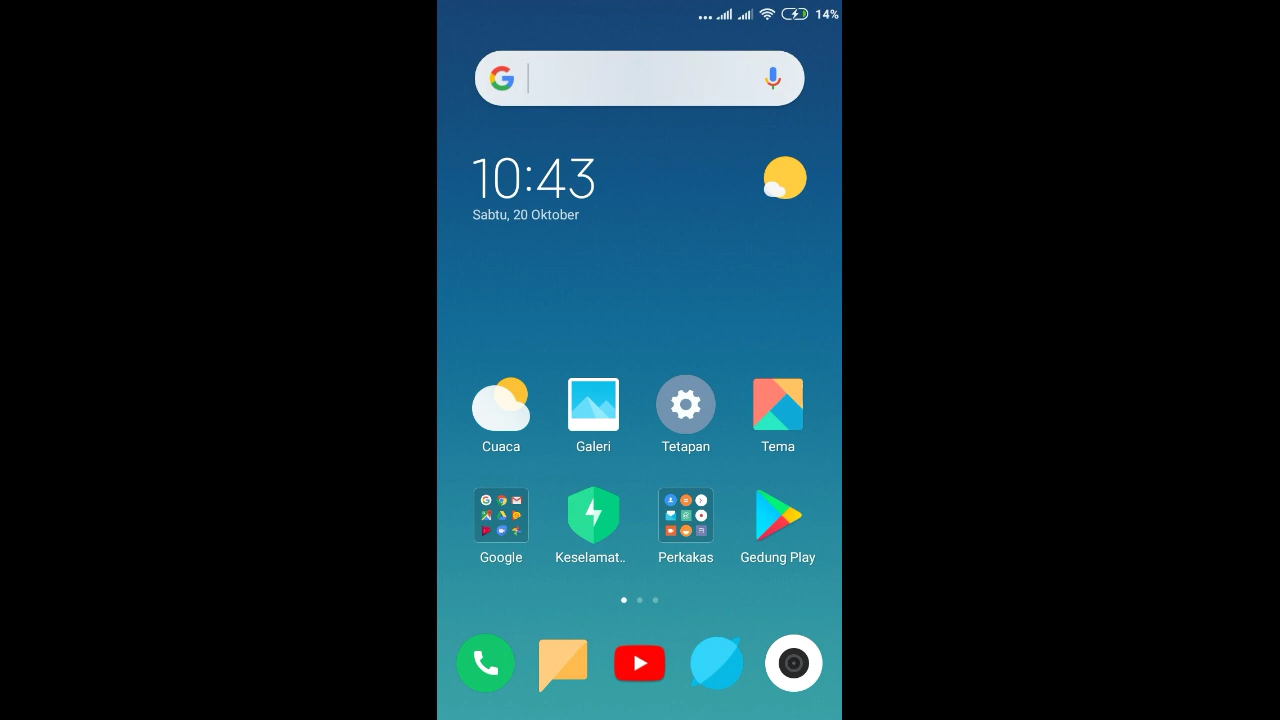 14%
10:43
Sabtu, 20 Oktober
Cuaca Galeri Tetapan Tema
Google Keselamat.. Perkakas Gedung Play